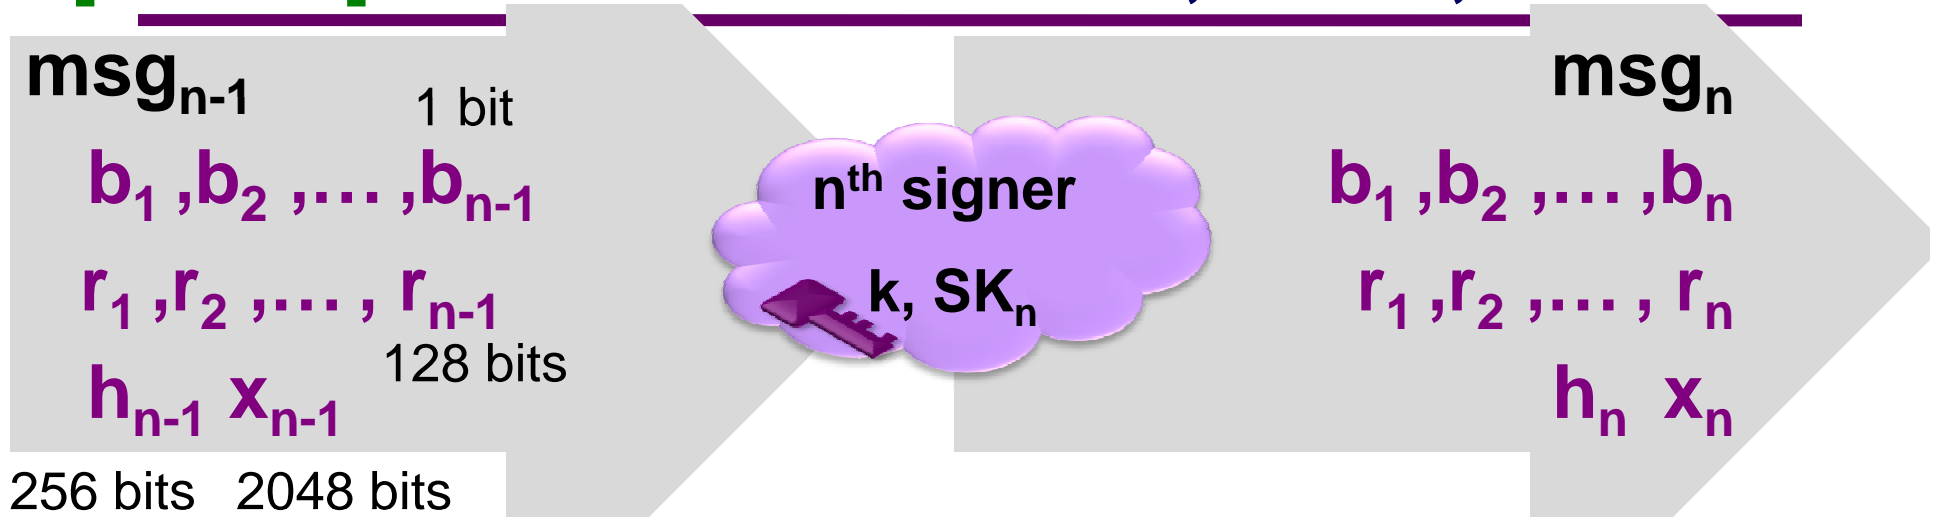 msgn-1
1 bit
b1 ,b2 ,… ,bn-1
r1 ,r2 ,… , rn-1
128 bits
hn-1 xn-1
256 bits 2048 bits
nth signer
k, SKn
msgn
b1 ,b2 ,… ,bn
r1 ,r2 ,… , rn
hn xn